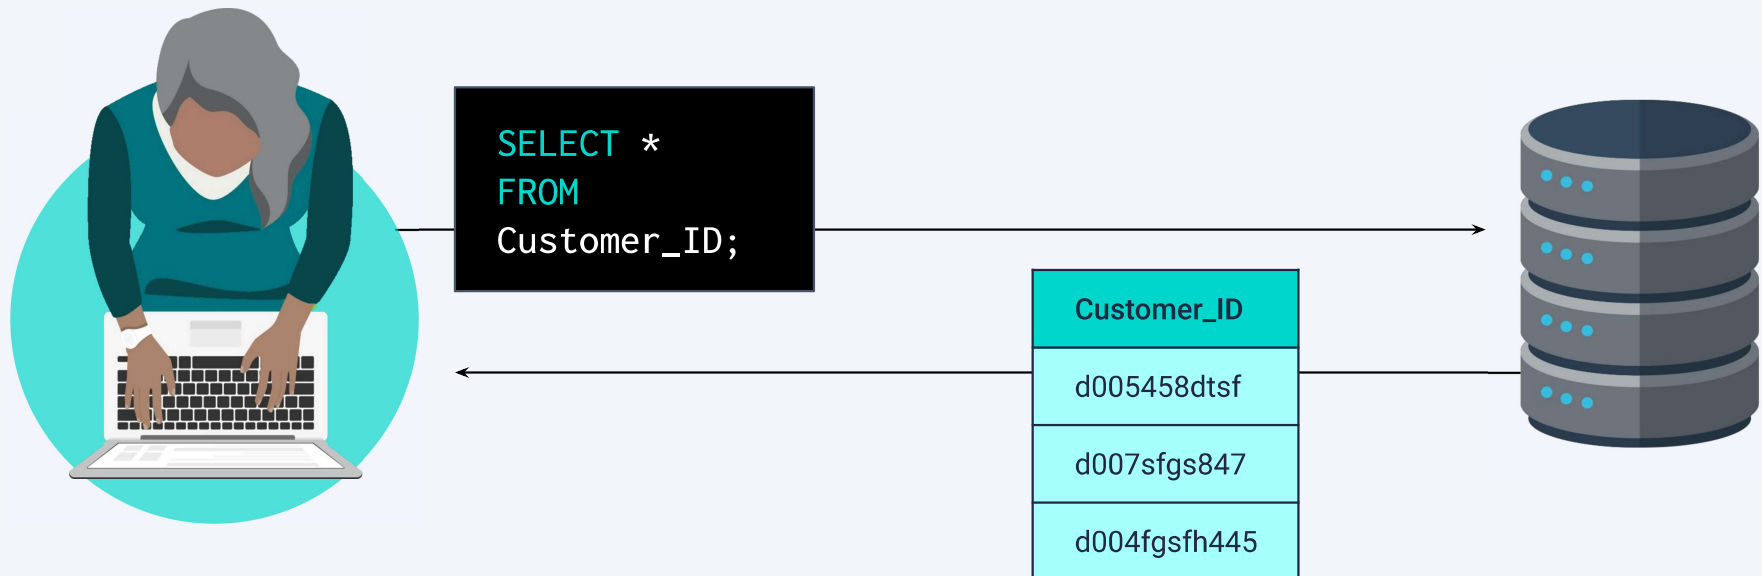 SELECT *
FROM
Customer_ID;
Customer_ID
d005458dtsf
d007sfgs847
d004fgsfh445